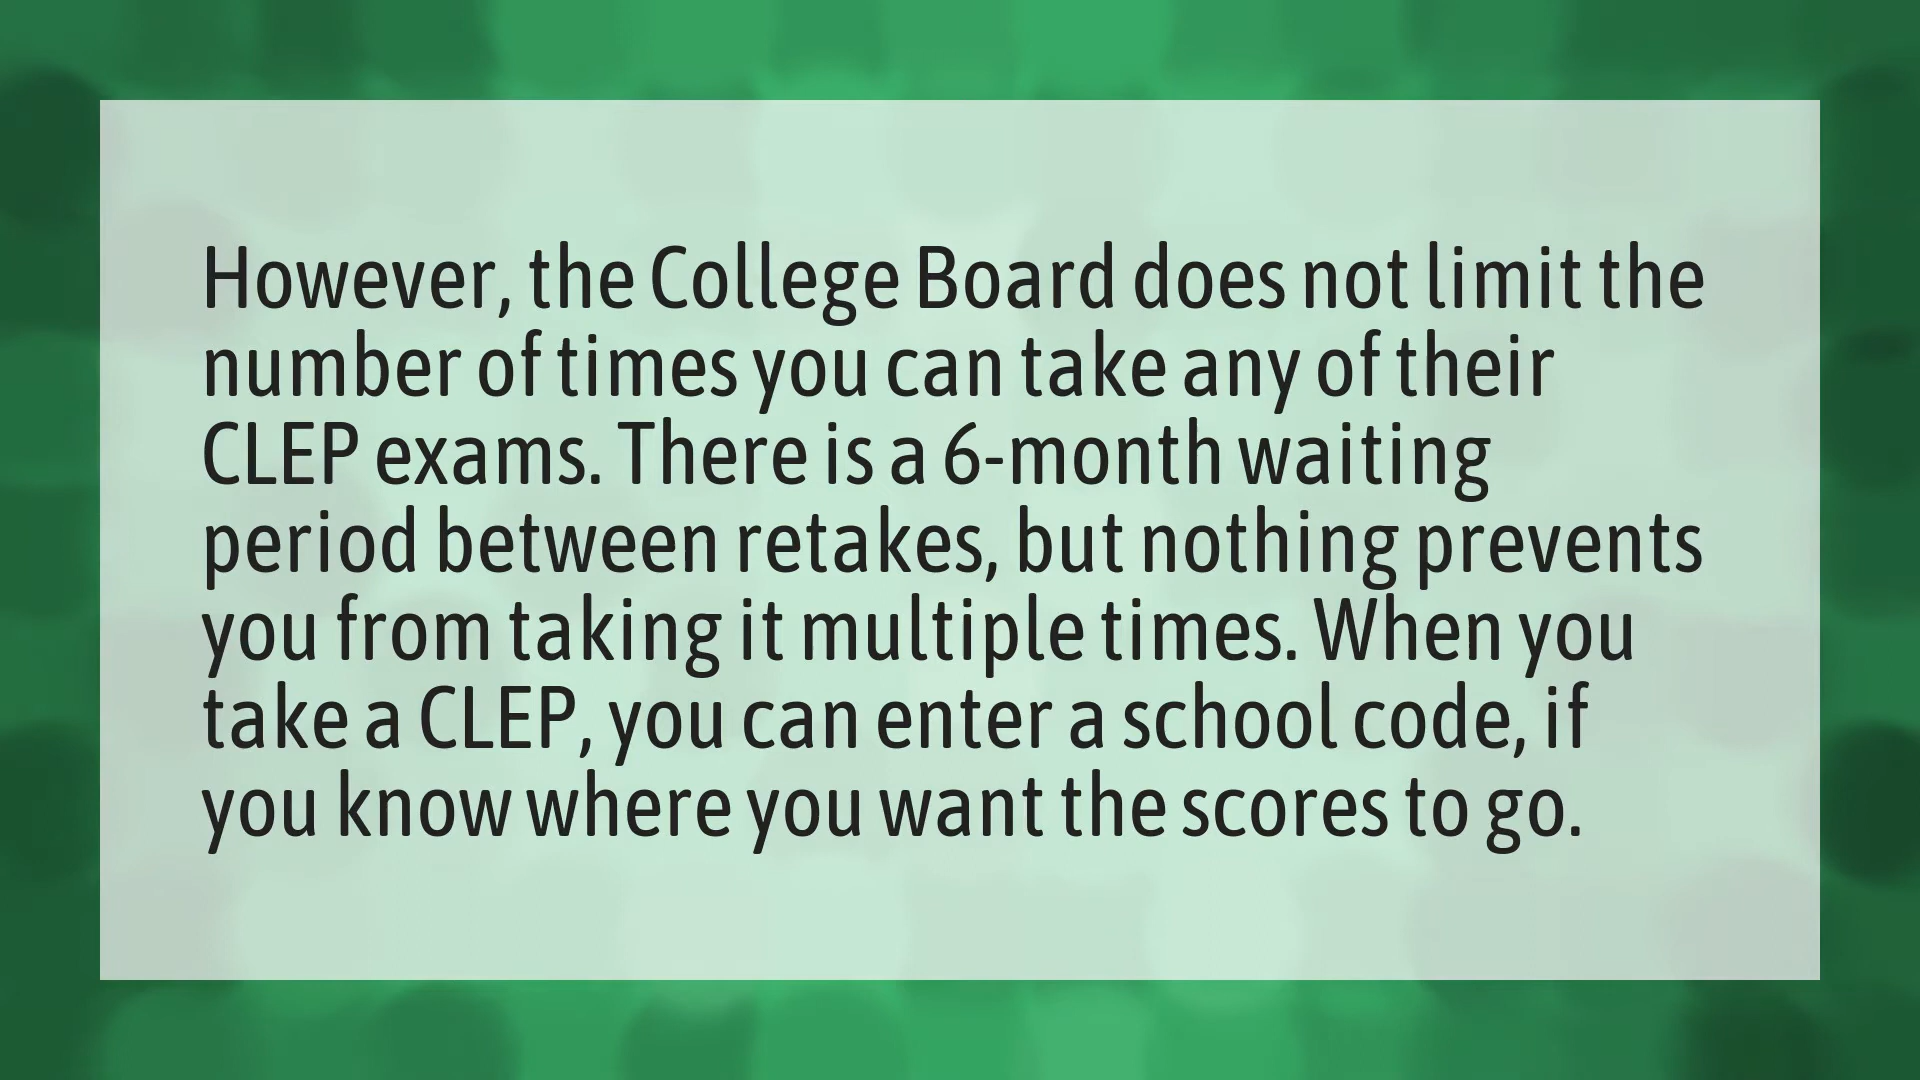 However, the College Board does not limit the
number of times you can take any of their
CLEP exams. There is a 6-month waiting
period between retakes, but nothing prevents
you from taking it multiple times. When you
take a CLEP, you can enter a school code, if
you know where you want the scores to go.